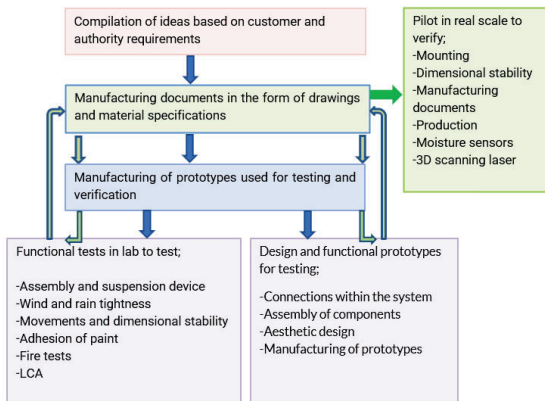 Compilation of ideas based on customer and
authority requirements
Pilot in real scale to
verify;
-Mounting
-Dimensional stability
-Manufacturing
documents
-Production
-Moisture sensors
-3D scanning laser
Manufacturing documents in the form of drawings
and material specifications
Manufacturing of prototypes used for testing and
verification
Functional tests in lab to test;
-Assembly and suspension device
-Wind and rain tightness
-Movements and dimensional stability
-Adhesion of paint
-Fire tests
-LCA
Design and functional prototypes
for testing;
-Connections within the system
-Assembly of components
-Aesthetic design
-Manufacturing of prototypes